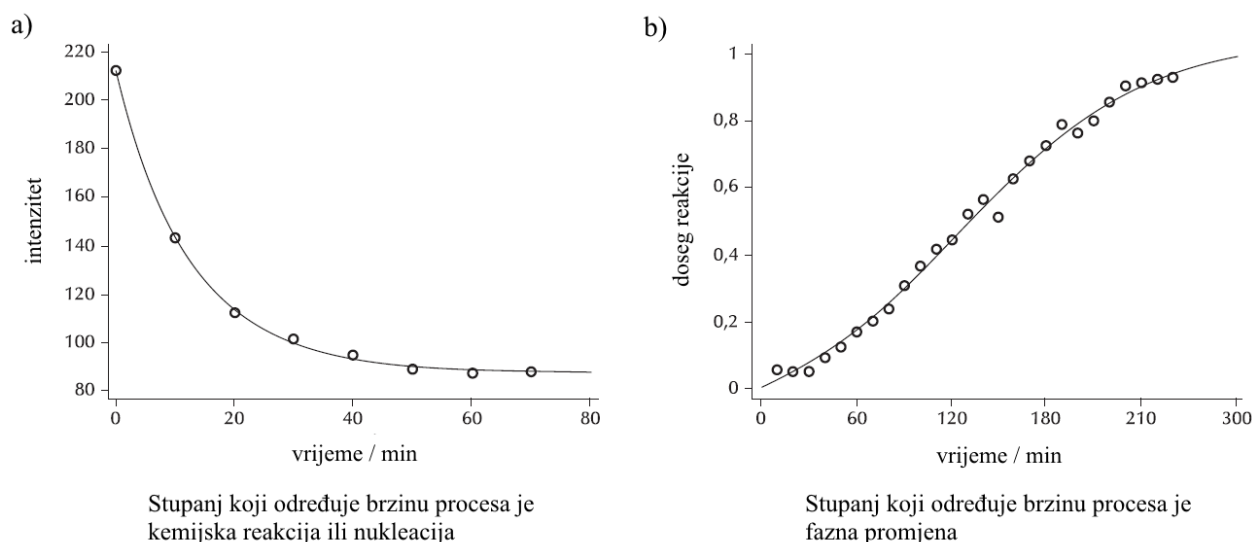 a)
220
200
180
160
140
120
100
80
intenzitet
0 20 40 60 80
vrijeme / min
Stupanj koji određuje brzinu procesa je
kemijska reakcija ili nukleacija
b)
1
0,8
0,6
0,4
0,2
0
doseg reakcije
0 60 120 180 210 300
vrijeme / min
Stupanj koji određuje brzinu procesa je
fazna promjena